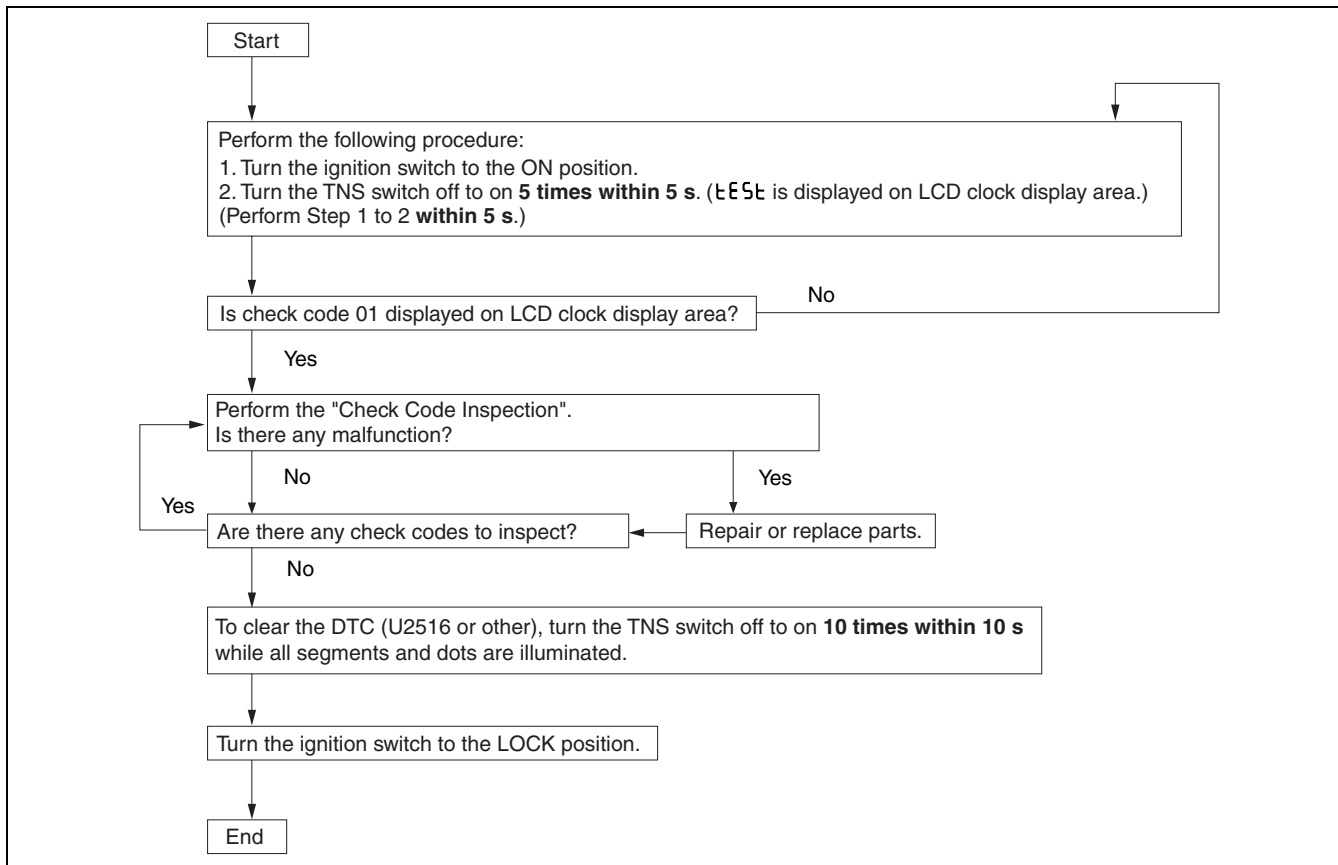 Start
Perform the following procedure:
1. Turn the ignition switch to the ON position.
2. Turn the TNS switch off to on 5 times within 5 s. (tESt is displayed on LCD clock display area.)
(Perform Step 1 to 2 within 5 s.)
No
Is check code 01 displayed on LCD clock display area?
Yes
Perform the "Check Code Inspection".
Is there any malfunction?
No
Yes
Yes
Are there any check codes to inspect?
Repair or replace parts.
No
To clear the DTC (U2516 or other), turn the TNS switch off to on 10 times within 10 s
while all segments and dots are illuminated.
Turn the ignition switch to the LOCK position.
End